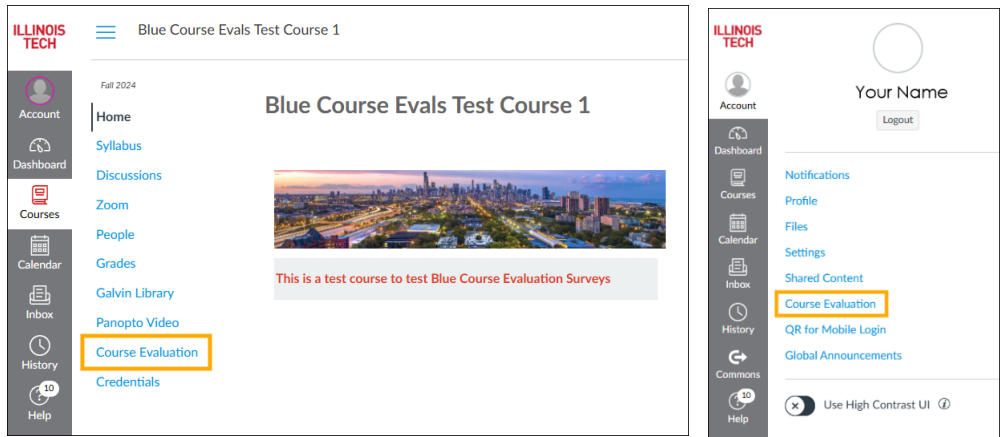 ILLINOIS
TECH
Blue Course Evals Test Course 1
Account
Dashboard
Courses
Calendar
Inbox
History
10
Help
Fall 2024
Home
Syllabus
Discussions
Zoom
People
Grades
Galvin Library
Panopto Video
Course Evaluation
Credentials
Blue Course Evals Test Course 1
This is a test course to test Blue Course Evaluation Surveys
ILLINOIS
TECH
Account
Dashboard
Courses
Calendar
Inbox
History
Commons
10
Help
Your Name
Logout
Notifications
Profile
Files
Settings
Shared Content
Course Evaluation
QR for Mobile Login
Global Announcements
Use High Contrast UI